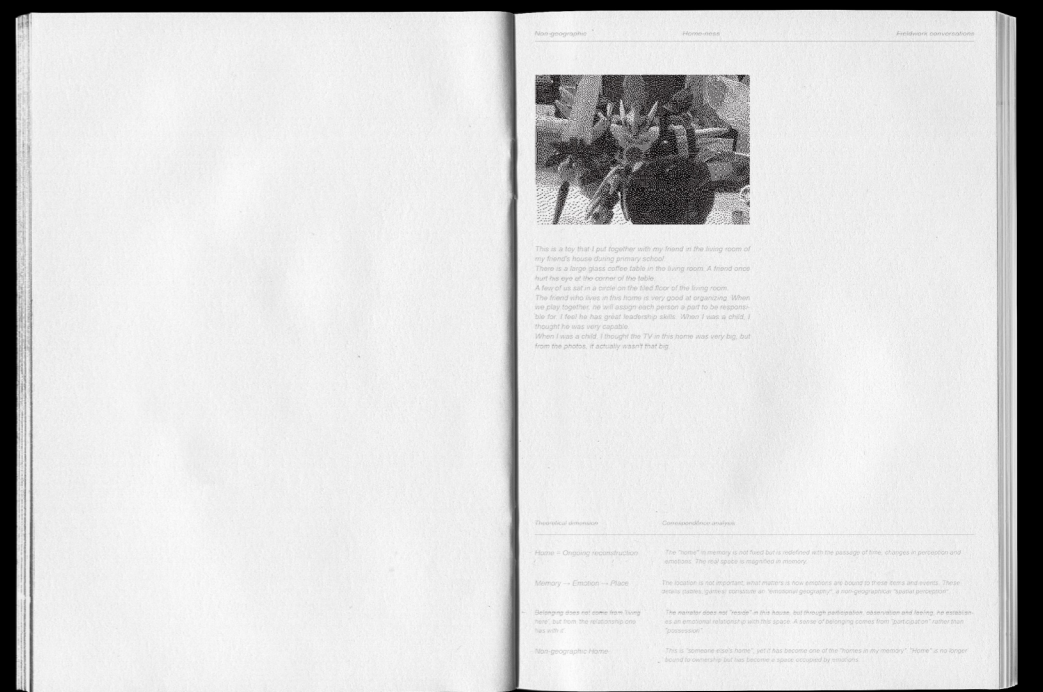 Non-geographic
Home-ness
Fieldwork conversations
This is a toy that I put together with my friend in the living room of
my friend's house during primary school.
There is a large glass coffee table in the living room. A friend once
hurt his eye at the corner of the table.
A few of us sat in a circle on the tiled floor of the living room.
The friend who lives in this home is very good at organizing. When
we play together, he will assign each person a part to be responsi-
ble for. I feel he has great leadership skills. When I was a child, I
thought he was very capable.
When I was a child, I thought the TV in this home was very big, but
from the photos, it actually wasn't that big.
Theoretical dimension
Correspondence analysis
Home = Ongoing reconstruction
The "home" in memory is not fixed but is redefined with the passage of time, changes in perception and
emotions. The real space is magnified in memory.
Memory → Emotion → Place
The location is not important, what matters is how emotions are bound to these items and events. These
details (tables, games) constitute an "emotional geography", a non-geographical "spatial perception".
Belonging does not come from 'living
here', but from 'the relationship one
has with it'.
The narrator does not "reside" in this house, but through participation, observation and feeling, he establish-
es an emotional relationship with this space. A sense of belonging comes from "participation" rather than
"possession".
Non-geographic Home
This is "someone else's home", yet it has become one of the "homes in my memory". "Home" is no longer
bound to ownership but has become a space occupied by emotions.